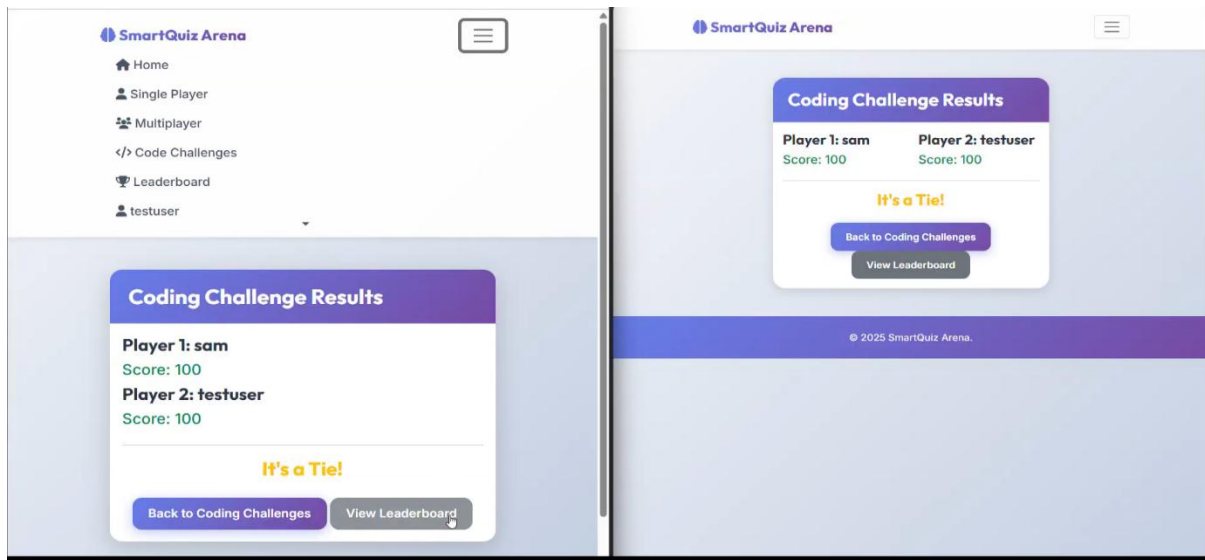 SmartQuiz Arena
Home
Single Player
Multiplayer
</> Code Challenges
Leaderboard
testuser
Coding Challenge Results
Player 1: sam
Score: 100
Player 2: testuser
Score: 100
It's a Tie!
Back to Coding Challenges View Leaderboard
SmartQuiz Arena
Coding Challenge Results
Player 1: sam Player 2: testuser
Score: 100 Score: 100
It's a Tie!
Back to Coding Challenges
View Leaderboard
© 2025 SmartQuiz Arena.